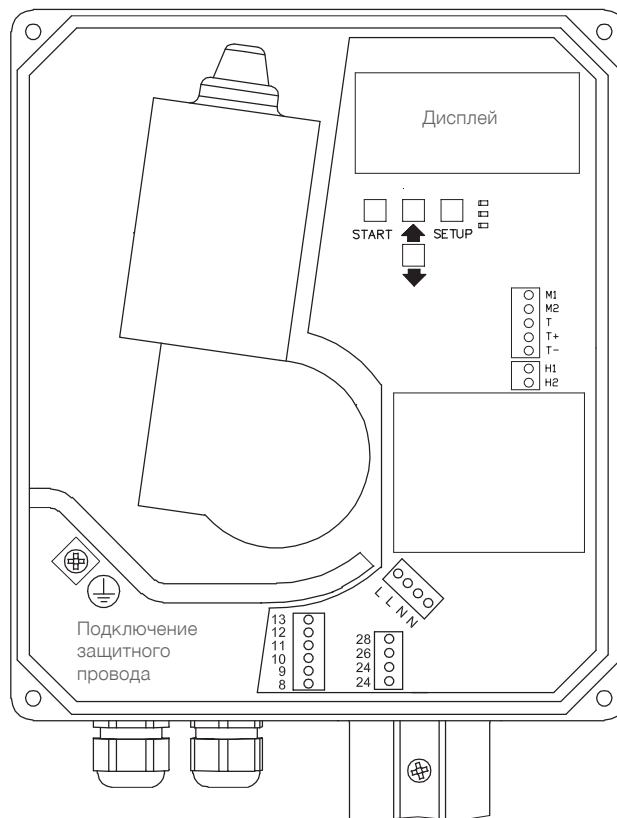 Дисплей
START
SETUP
M1
M2
T
T+
T-
H1
H2
L L N N
Подключение
защитного
провода
13
12
11
10
9
8
28
26
24
24